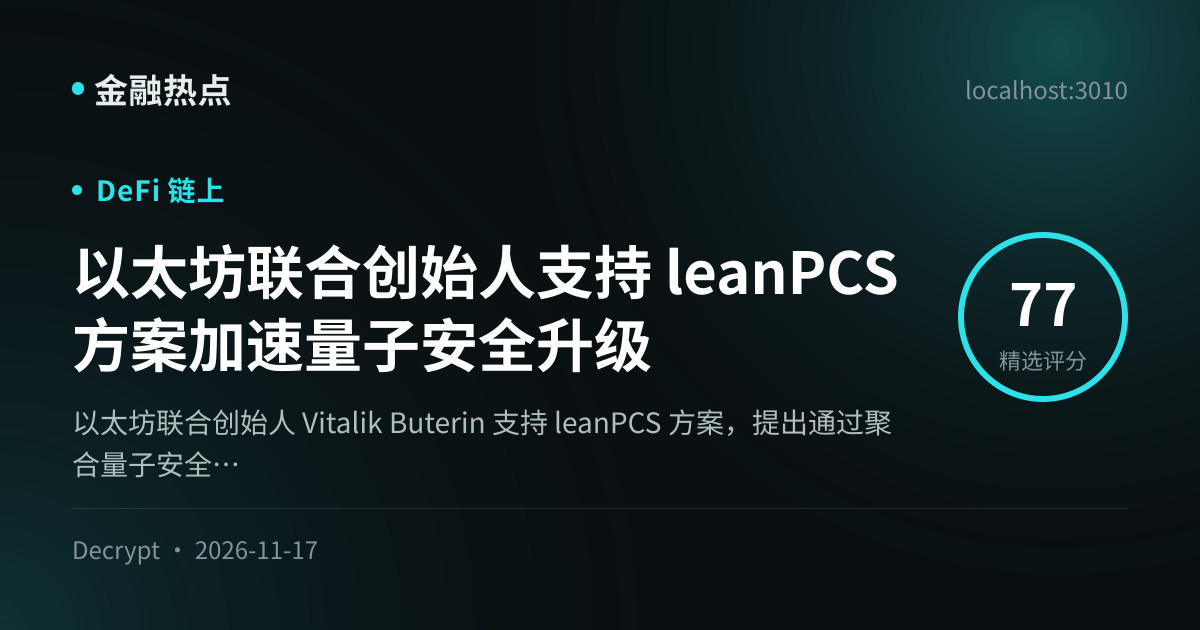 金融热点
localhost:3010
DeFi 链上
以太坊联合创始人支持 leanPCS
方案加速量子安全升级
77
精选评分
以太坊联合创始人 Vitalik Buterin 支持 leanPCS 方案，提出通过聚
合量子安全…
Decrypt • 2026-11-17